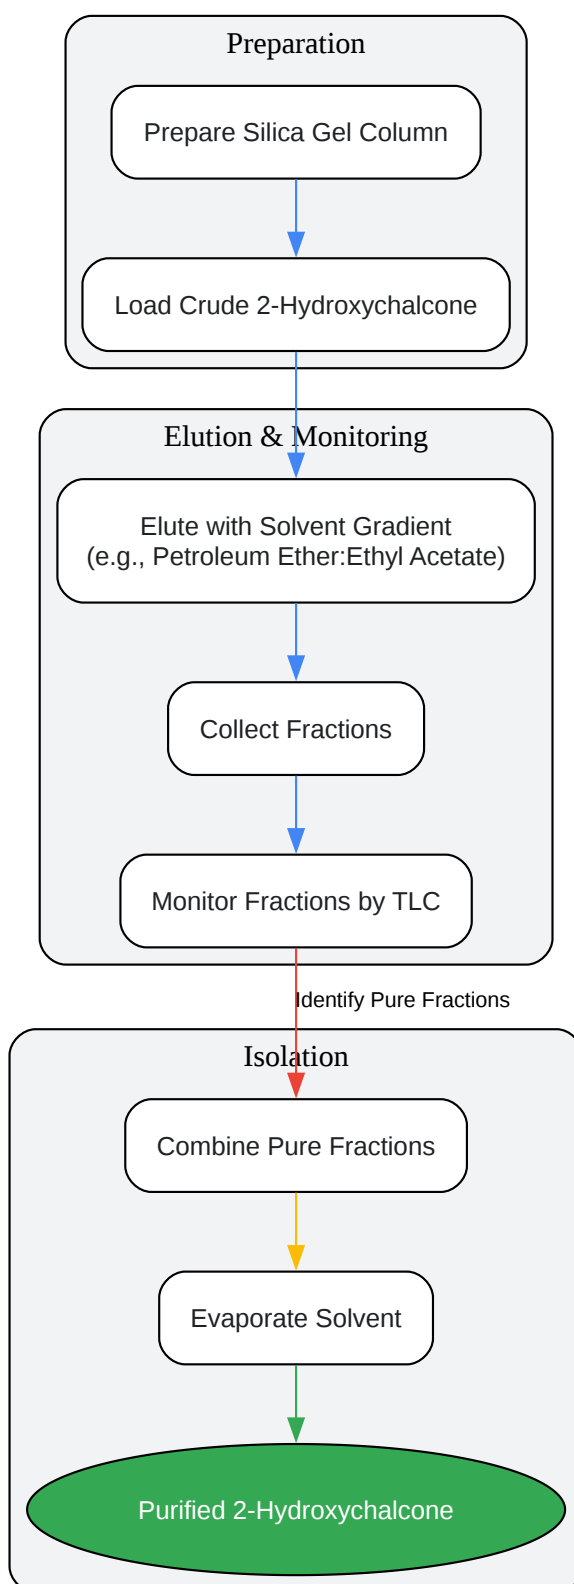 Preparation
Prepare Silica Gel Column
Load Crude 2-Hydroxychalcone
Elution & Monitoring
Elute with Solvent Gradient
(e.g., Petroleum Ether:Ethyl Acetate)
Collect Fractions
Monitor Fractions by TLC
Identify Pure Fractions
Isolation
Combine Pure Fractions
Evaporate Solvent
Purified 2-Hydroxychalcone